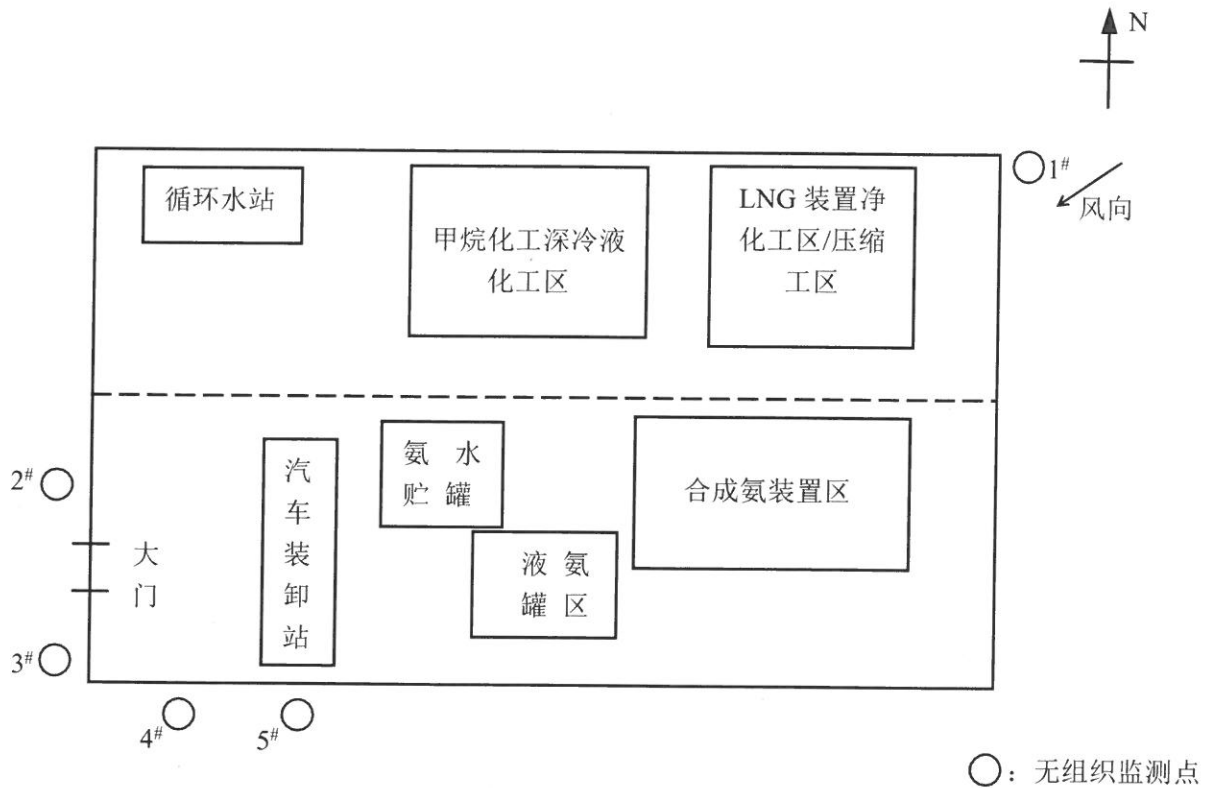 N
1#
风向
循环水站
甲烷化工深冷液
化工区
LNG 装置净
化工区/压缩
工区
2#
大
门
3#
汽
车
装
卸
站
氨 水
贮 罐
液 氨
罐 区
合成氨装置区
4#
5#
：无组织监测点